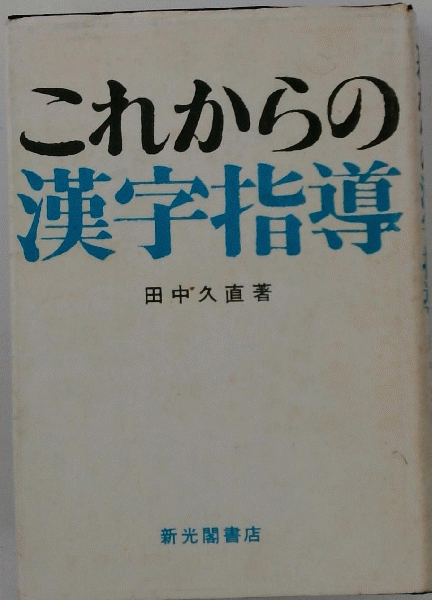 これからの
漢字指導
田中久直著
新光閣書店